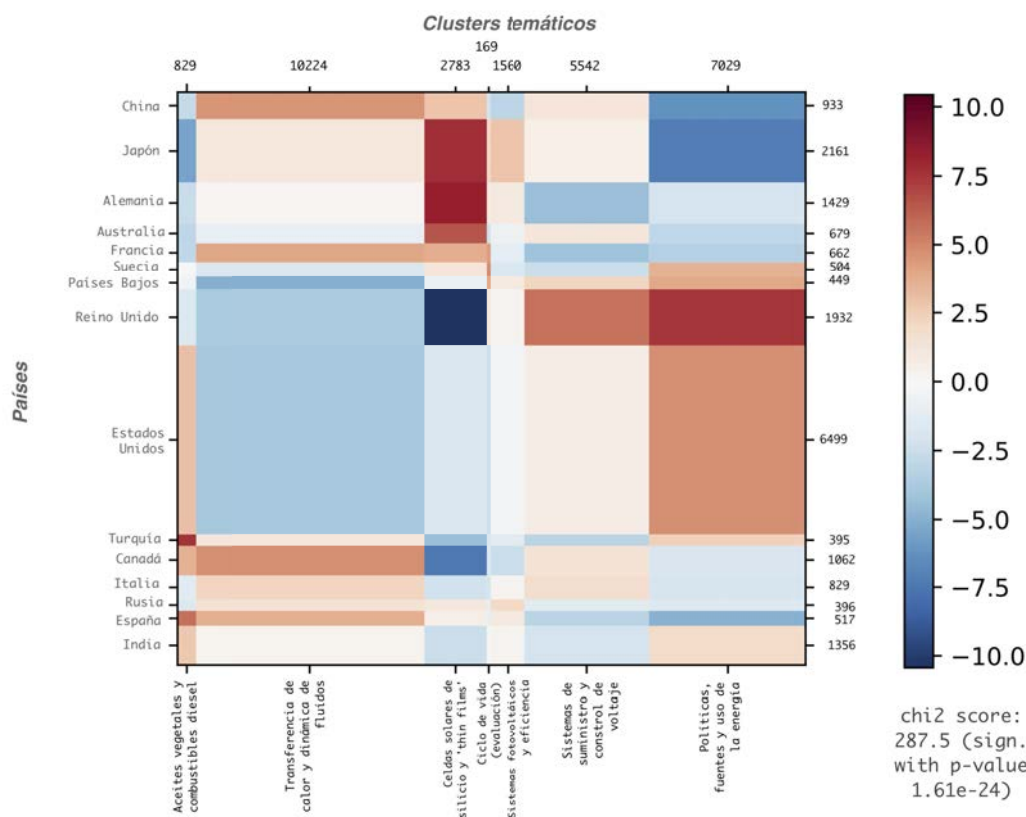 Clusters temáticos
169
829 10224 2783 1560 5542 7029
China 933
Japón 2161
Alemania 1429
Australia 679
Francia 662
Suecia 504
Países Bajos 449
Reino Unido 1932
Países
Estados
Unidos 6499
Turquía 395
Canadá 1062
Italia 829
Rusia 396
España 517
India 1356
10.0
7.5
5.0
2.5
0.0
−2.5
−5.0
−7.5
−10.0
Aceites vegetales y
combustibles diesel
Transferencia de
calor y dinámica de
fluidos
Celdas solares de
silicio y 'thin films'
Ciclo de vida
(evaluación)
Sistemas fotovoltáicos
y eficiencia
Sistemas de
suministro y
constrol de
voltaje
Políticas,
fuentes y uso de
la energía
chi2 score:
287.5 (sign.
with p-value
1.61e-24)